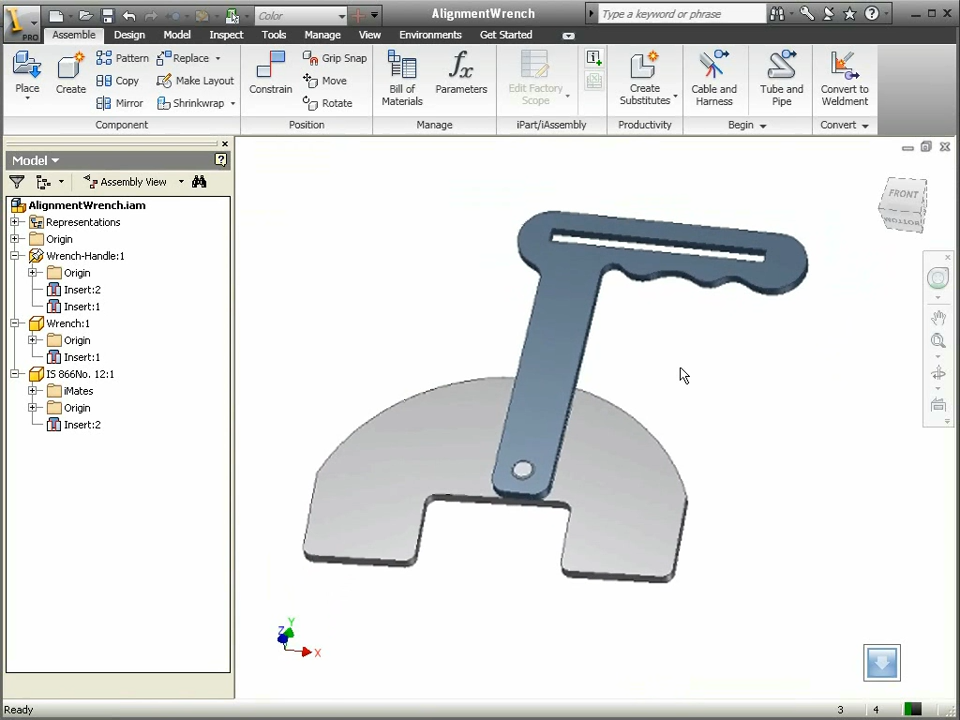 Color
AlignmentWrench
Type a keyword or phrase
PRO
Assemble Design Model Inspect Tools Manage View Environments Get Started
Place
Create
Pattern
Copy
Mirror
Replace
Make Layout
Shrinkwrap
Component
Constrain
Grip Snap
Move
Rotate
Position
Bill of
Materials
Parameters
Manage
Edit Factory
Scope
iPart/iAssembly
Create
Substitutes
Productivity
Cable and
Harness
Tube and
Pipe
Begin
Convert to
Weldment
Convert
Model
Assembly View
AlignmentWrench.iam
Representations
Origin
Wrench-Handle:1
Origin
Insert:2
Insert:1
Wrench:1
Origin
Insert:1
IS 866No. 12:1
iMates
Origin
Insert:2
FRONT
BOTTOM
Y
Z
X
Ready
3 4